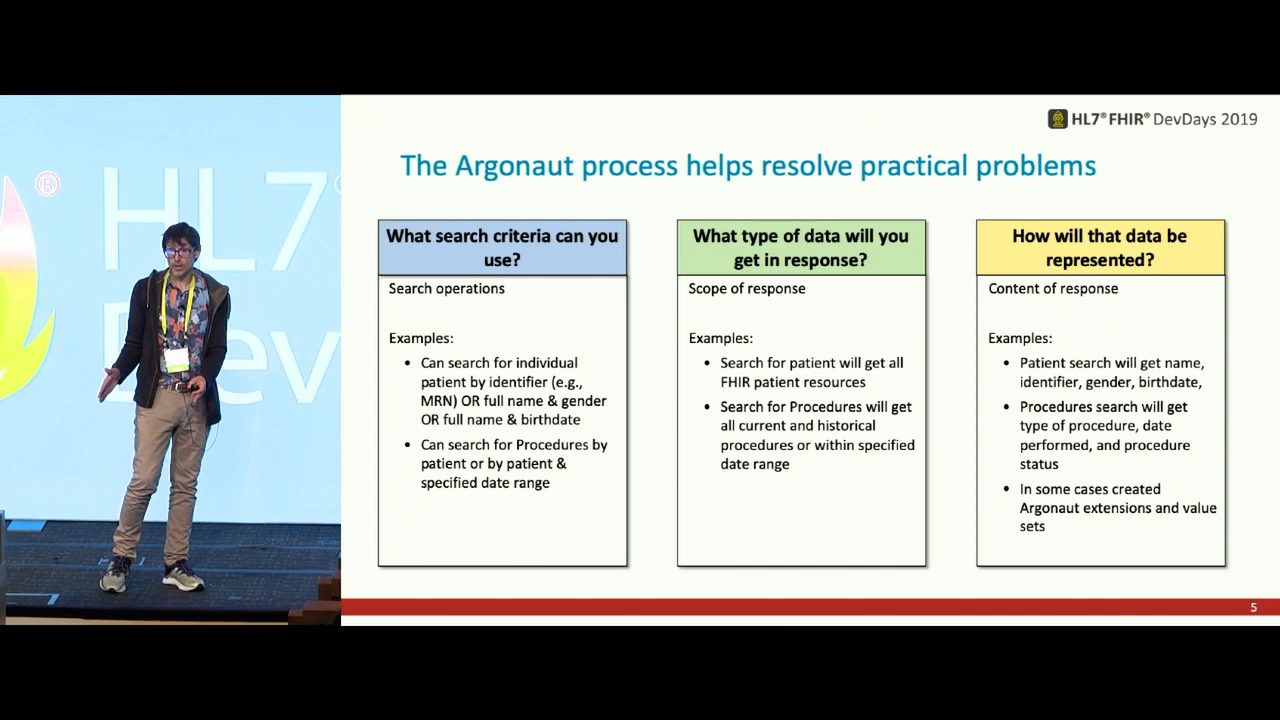 HL7® FHIR® DevDays 2019
The Argonaut process helps resolve practical problems
What search criteria can you
use?
Search operations
Examples:
• Can search for individual
patient by identifier (e.g.,
MRN) OR full name & gender
OR full name & birthdate
• Can search for Procedures by
patient or by patient &
specified date range
What type of data will you
get in response?
Scope of response
Examples:
• Search for patient will get all
FHIR patient resources
• Search for Procedures will get
all current and historical
procedures or within specified
date range
How will that data be
represented?
Content of response
Examples:
• Patient search will get name,
identifier, gender, birthdate,
• Procedures search will get
type of procedure, date
performed, and procedure
status
• In some cases created
Argonaut extensions and value
sets
5
®
HL7
Dev